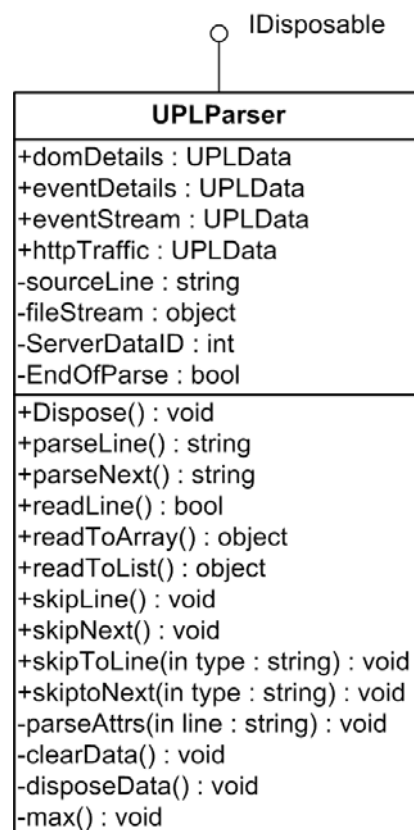 IDisposable
UPLParser
+domDetails : UPLData
+eventDetails : UPLData
+eventStream : UPLData
+httpTraffic : UPLData
-sourceLine : string
-fileStream : object
-ServerDataID : int
-EndOfParse : bool
+Dispose() : void
+parseLine() : string
+parseNext() : string
+readLine() : bool
+readToArray() : object
+readToList() : object
+skipLine() : void
+skipNext() : void
+skipToLine(in type : string) : void
+skiptoNext(in type : string) : void
-parseAttrs(in line : string) : void
-clearData() : void
-disposeData() : void
-max() : void